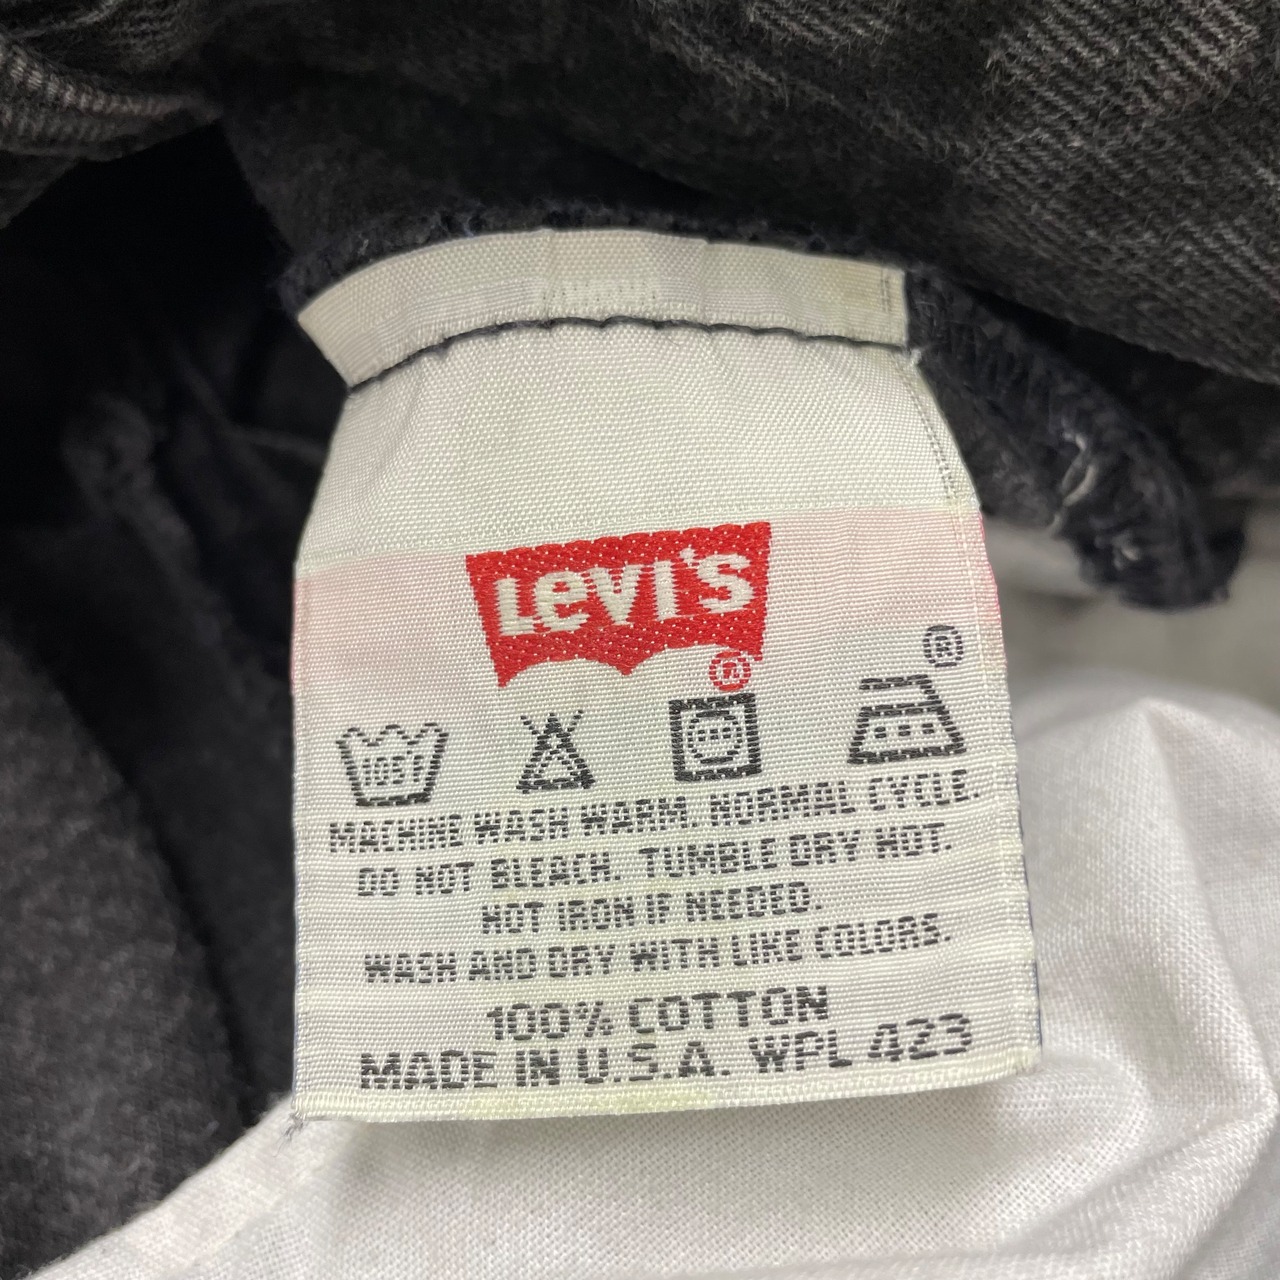 LEVI'S
®
®
105°
MACHINE WASH WARM. NORMAL CYCLE.
DO NOT BLEACH. TUMBLE DRY HOT.
HOT IRON IF NEEDED.
WASH AND DRY WITH LIKE COLORS.
100% COTTON
MADE IN U.S.A. WPL 423